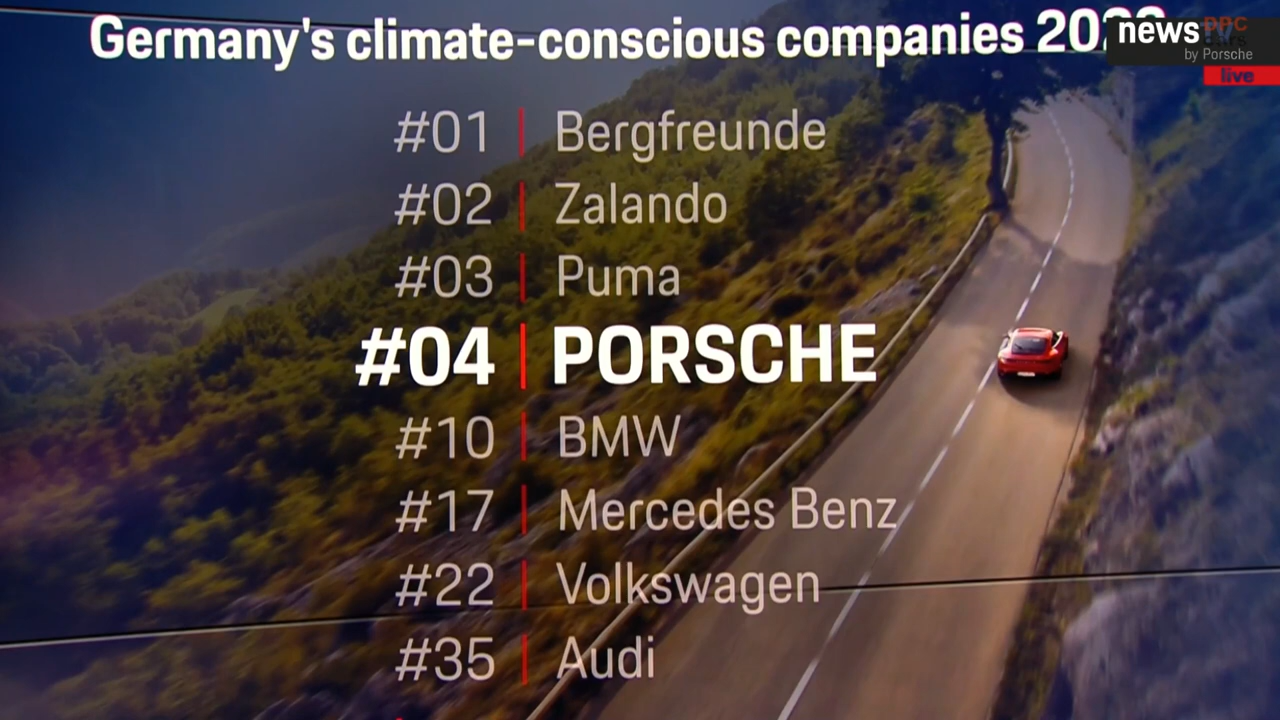 Germany's climate-conscious companies
news
by Porsche
live
#01 | Bergfreunde
#02 | Zalando
#03 | Puma
#04 | PORSCHE
#10 | BMW
#17 | Mercedes Benz
#22 | Volkswagen
#35 | Audi